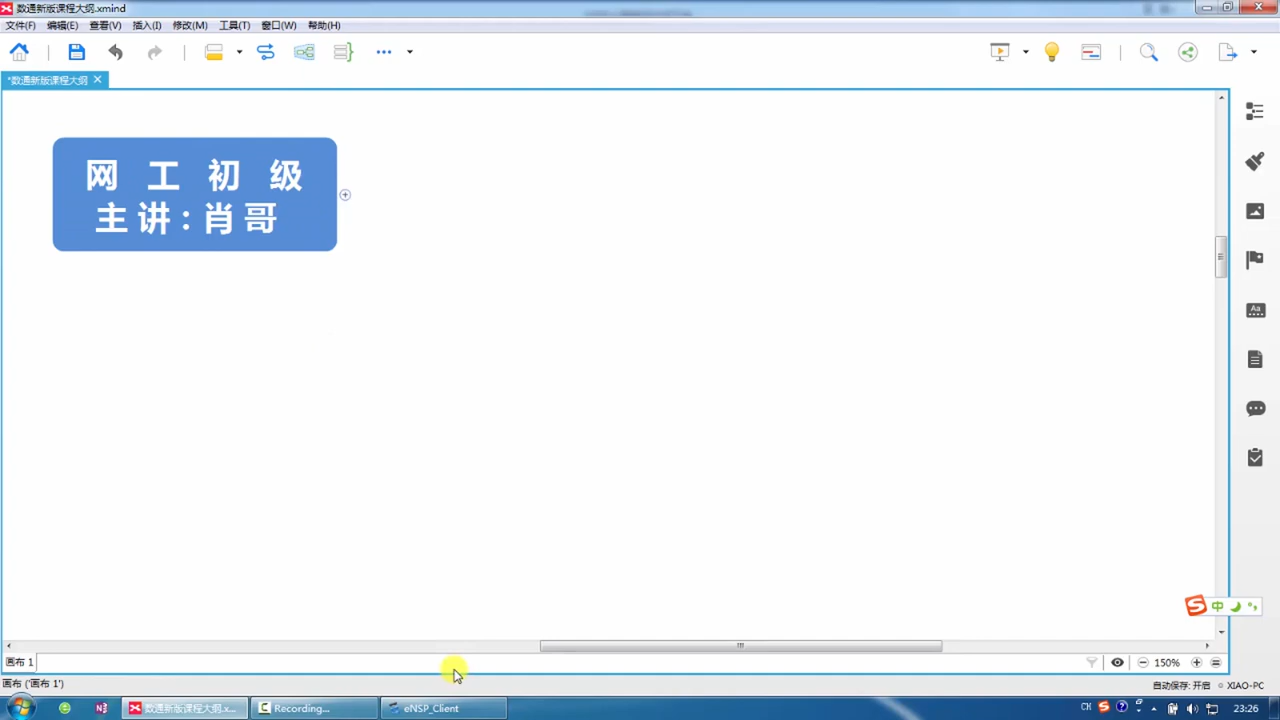 数通新版课程大纲.xmind
文件(F) 编辑(E) 查看(V) 插入(I) 修改(M) 工具(T) 窗口(W) 帮助(H)
*数通新版课程大纲
网 工 初 级
主讲:肖哥
Aa
中
画布 1
150%
画布 ('画布 1')
自动保存: 开启 XIAO-PC
数通新版课程大纲.x... Recording... eNSP_Client CH 23:26